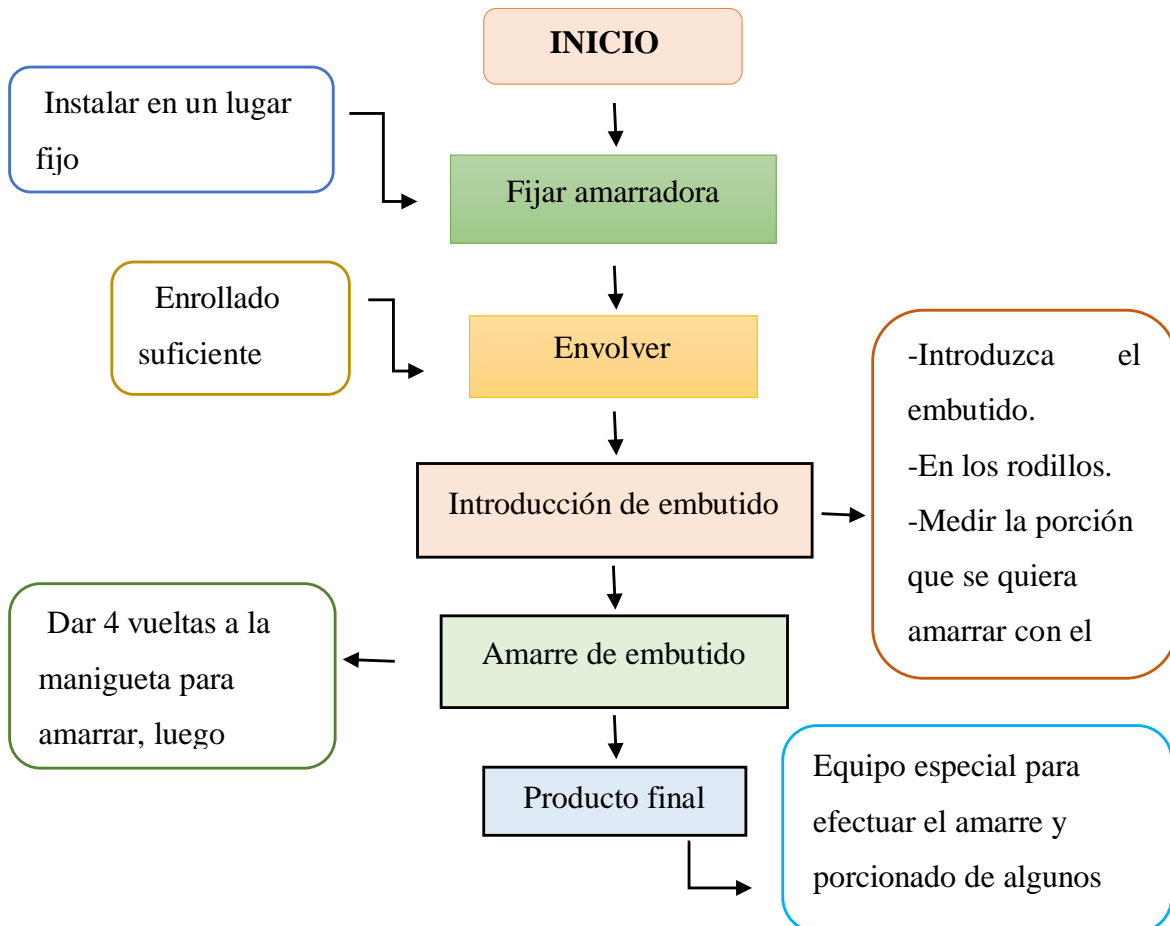 INICIO
Instalar en un lugar
fijo
Fijar amarradora
Enrollado
suficiente
Envolver
-Introduzca el
embutido.
-En los rodillos.
-Medir la porción
que se quiera
amarrar con el
Introducción de embutido
Dar 4 vueltas a la
manigueta para
amarrar, luego
Amarre de embutido
Producto final
Equipo especial para
efectuar el amarre y
porcionado de algunos